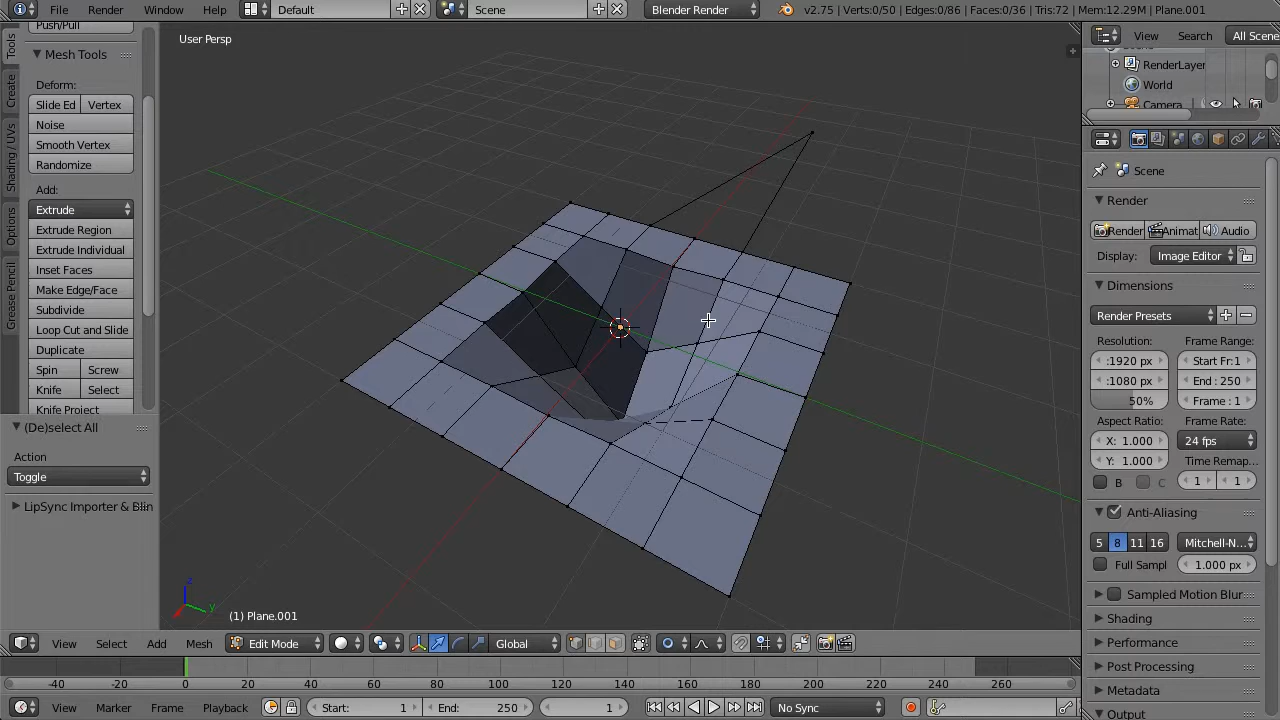 File Render Window Help Default Scene Blender Render v2.75 | Verts:0/50 | Edges:0/86 | Faces:0/36 | Tris:72 | Mem:12.29M | Plane.001
Tools
Create
Shading / UVs
Options
Grease Pencil
Push/Pull
Mesh Tools
Deform:
Slide Ed Vertex
Noise
Smooth Vertex
Randomize
Add:
Extrude
Extrude Region
Extrude Individual
Inset Faces
Make Edge/Face
Subdivide
Loop Cut and Slide
Duplicate
Spin Screw
Knife Select
Knife Project
(De)select All
Action
Toggle
LipSync Importer & Blin
User Persp
z
y
(1) Plane.001
View Select Add Mesh Edit Mode Global
View Search All Scene
RenderLayer
World
Camera
Scene
Render
Render Animat Audio
Display: Image Editor
Dimensions
Render Presets
Resolution: Frame Range:
:1920 px Start Fr:1
:1080 px End : 250
50% Frame : 1
Aspect Ratio: Frame Rate:
X: 1.000 24 fps
Y: 1.000 Time Remap...
B C 1 1
Anti-Aliasing
5 8 11 16 Mitchell-N...
Full Sampl 1.000 px
Sampled Motion Blur
Shading
Performance
Post Processing
Metadata
Output
-40 -20 0 20 40 60 80 100 120 140 160 180 200 220 240 260
View Marker Frame Playback Start: 1 End: 250 1 No Sync